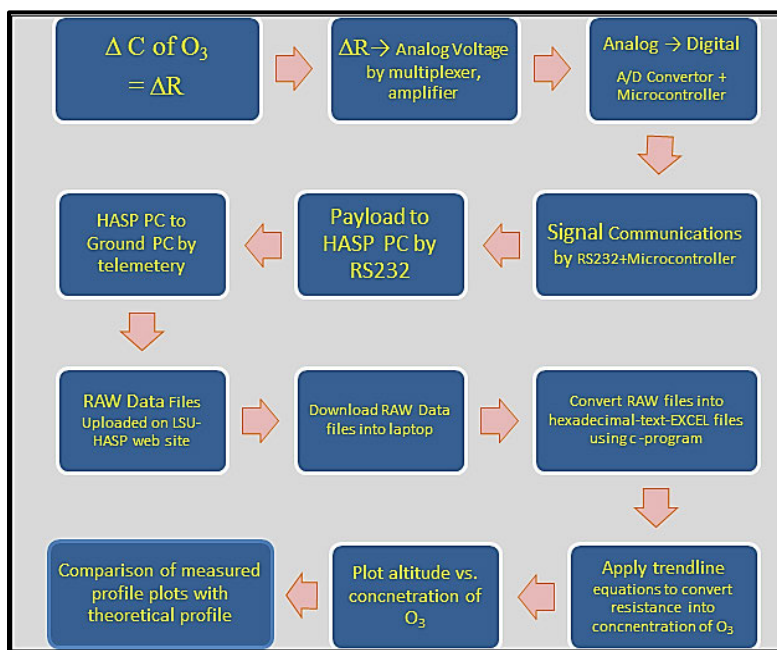 Δ C of O₃
= ΔR
ΔR → Analog Voltage
by multiplexer,
amplifier
Analog → Digital
A/D Convertor +
Microcontroller
Signal Communications
by RS232+Microcontroller
Payload to
HASP PC by
RS232
HASP PC to
Ground PC by
telemetery
RAW Data Files
Uploaded on LSU-
HASP web site
Download RAW Data
files into laptop
Convert RAW files into
hexadecimal-text-EXCEL files
using c-program
Apply trendline
equations to convert
resistance into
concnentration of O₃
Plot altitude vs.
concnetration of
O₃
Comparison of measured
profile plots with
theoretical profile